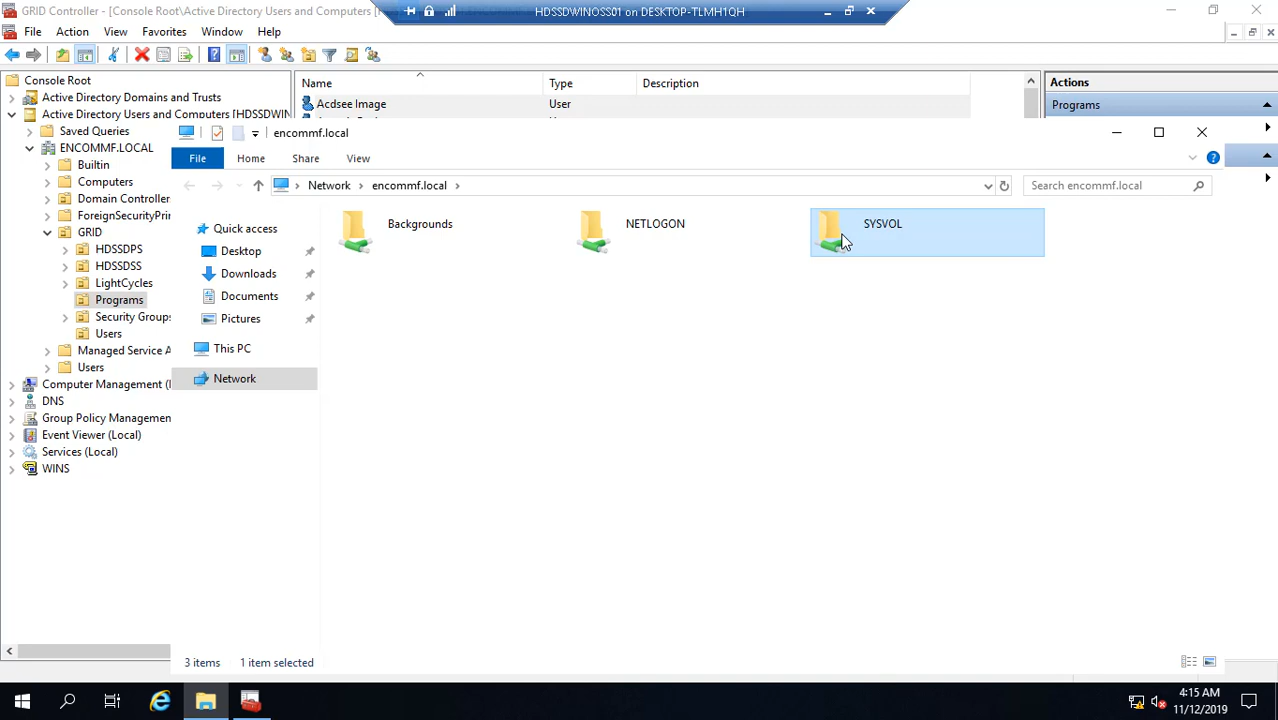 GRID Controller - [Console Root\Active Directory Users and Computers [
HDSSDWINOSS01 on DESKTOP-TLMH1QH
File Action View Favorites Window Help
Console Root
Active Directory Domains and Trusts
Active Directory Users and Computers [HDSSDWIN
Saved Queries
ENCOMMF.LOCAL
Builtin
Computers
Domain Controller
ForeignSecurityPri
GRID
HDSSDPS
HDSSDSS
LightCycles
Programs
Security Groups
Users
Managed Service A
Users
Computer Management (
DNS
Group Policy Managemen
Event Viewer (Local)
Services (Local)
WINS
Name Type Description
Acdsee Image User
Actions
Programs
encommf.local
File Home Share View
Network encommf.local
Search encommf.local
Quick access
Desktop
Downloads
Documents
Pictures
This PC
Network
Backgrounds NETLOGON SYSVOL
3 items 1 item selected
4:15 AM
11/12/2019